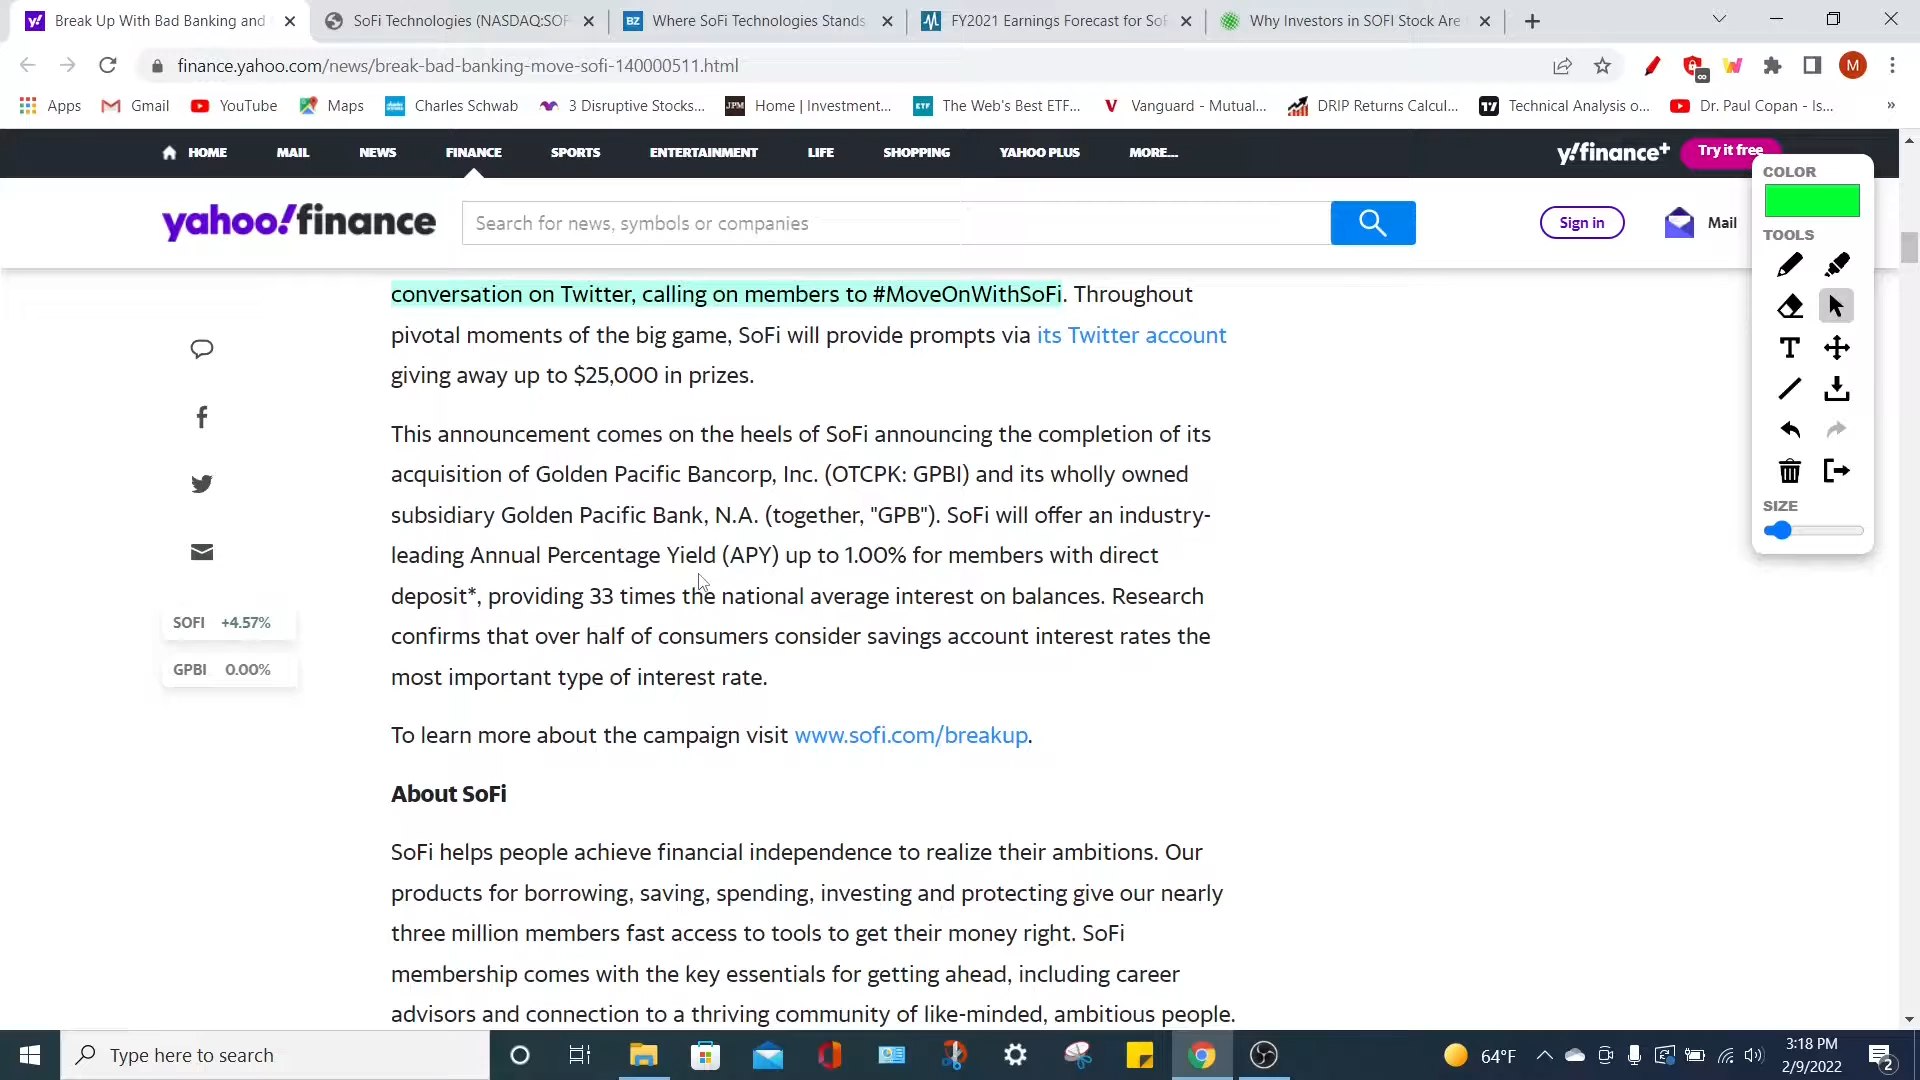 Break Up With Bad Banking and
SoFi Technologies (NASDAQ:SOF
Where SoFi Technologies Stands
FY2021 Earnings Forecast for SoF
Why Investors in SOFI Stock Are
finance.yahoo.com/news/break-bad-banking-move-sofi-140000511.html
M
Apps
Gmail
YouTube
Maps
Charles Schwab
3 Disruptive Stocks...
Home | Investment...
The Web's Best ETF...
Vanguard - Mutual...
DRIP Returns Calcul...
Technical Analysis o...
Dr. Paul Copan - Is...
»
HOME
MAIL
NEWS
FINANCE
SPORTS
ENTERTAINMENT
LIFE
SHOPPING
YAHOO PLUS
MORE...
y!finance+
Try it free
yahoo!finance
Search for news, symbols or companies
Sign in
Mail
COLOR
TOOLS
T
SIZE
conversation on Twitter, calling on members to #MoveOnWithSoFi. Throughout
pivotal moments of the big game, SoFi will provide prompts via its Twitter account
giving away up to $25,000 in prizes.
This announcement comes on the heels of SoFi announcing the completion of its
acquisition of Golden Pacific Bancorp, Inc. (OTCPK: GPBI) and its wholly owned
subsidiary Golden Pacific Bank, N.A. (together, "GPB"). SoFi will offer an industry-
leading Annual Percentage Yield (APY) up to 1.00% for members with direct
deposit*, providing 33 times the national average interest on balances. Research
confirms that over half of consumers consider savings account interest rates the
most important type of interest rate.
SOFI +4.57%
GPBI 0.00%
To learn more about the campaign visit www.sofi.com/breakup.
About SoFi
SoFi helps people achieve financial independence to realize their ambitions. Our
products for borrowing, saving, spending, investing and protecting give our nearly
three million members fast access to tools to get their money right. SoFi
membership comes with the key essentials for getting ahead, including career
advisors and connection to a thriving community of like-minded, ambitious people.
Type here to search
64°F
3:18 PM
2/9/2022
2